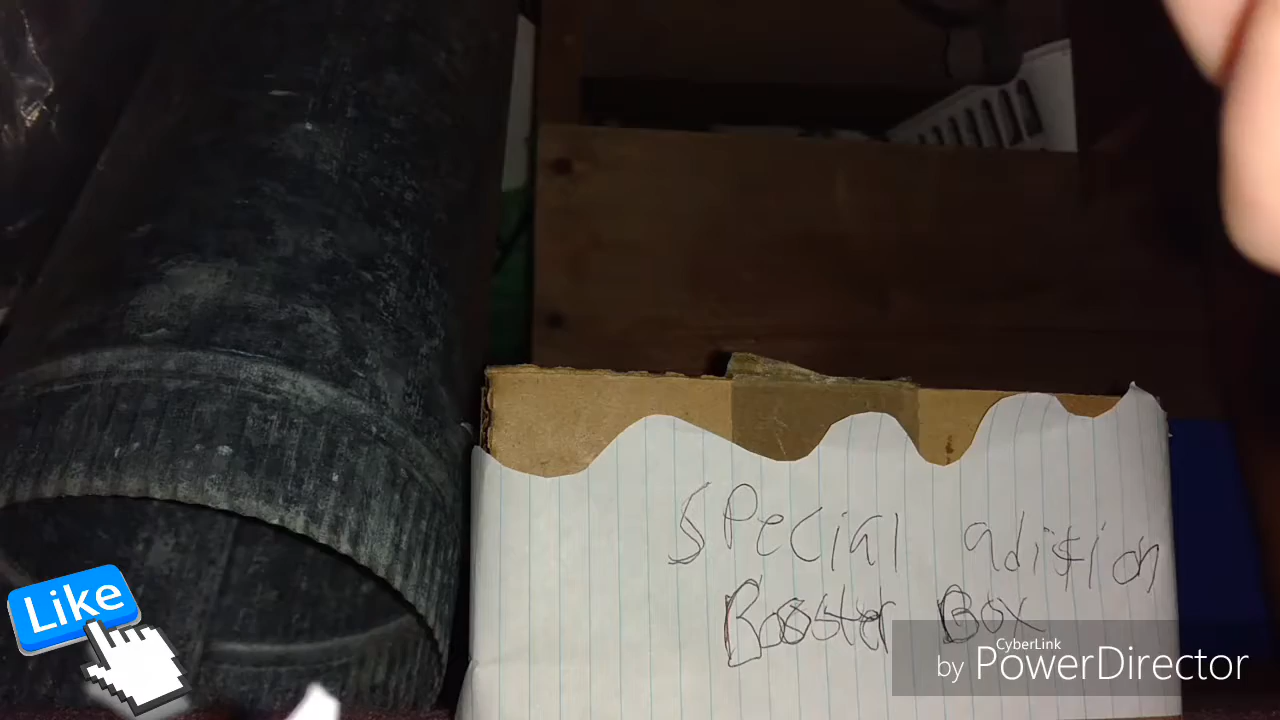 Special adistion
Booster Box
Like
CyberLink
by PowerDirector